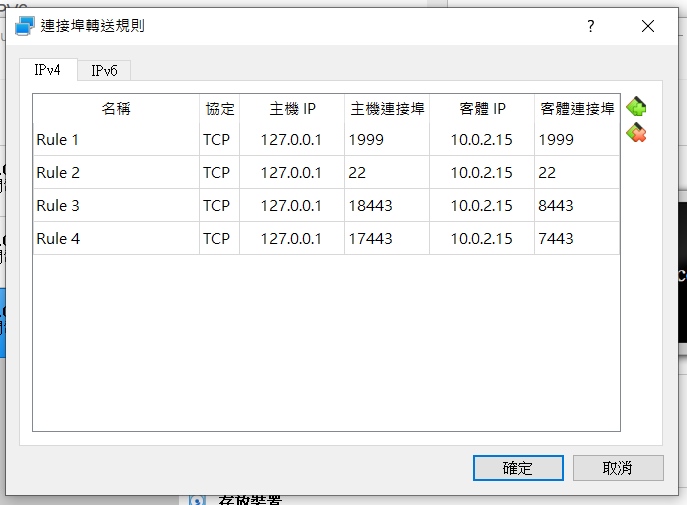 連接埠轉送規則
IPv4 IPv6
名稱 協定 主機 IP 主機連接埠 客體 IP 客體連接埠
Rule 1 TCP 127.0.0.1 1999 10.0.2.15 1999
Rule 2 TCP 127.0.0.1 22 10.0.2.15 22
Rule 3 TCP 127.0.0.1 18443 10.0.2.15 8443
Rule 4 TCP 127.0.0.1 17443 10.0.2.15 7443
確定 取消
存放裝置